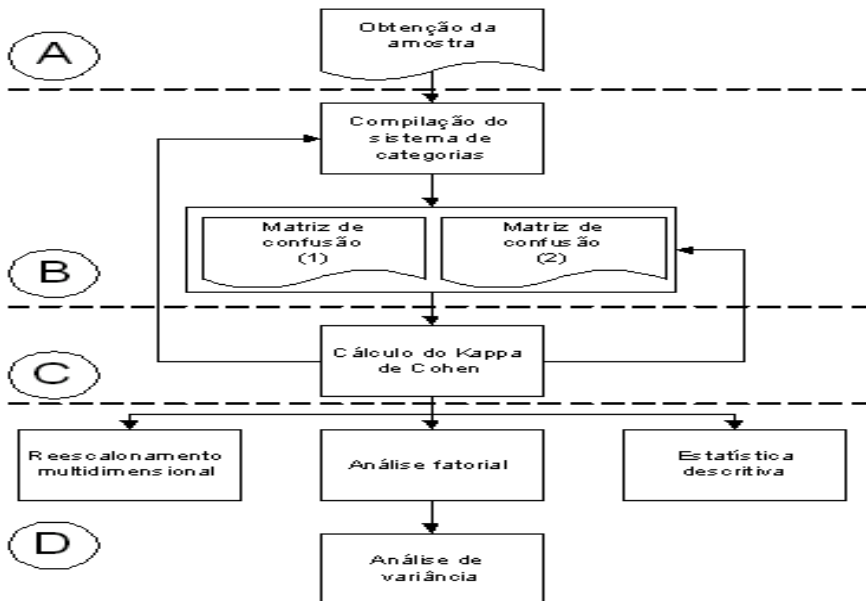 Obtenção da
amostra
A
Compilação do
sistema de
categorias
Matriz de
confusão
(1)
Matriz de
confusão
(2)
B
Cálculo do Kappa
de Cohen
C
Reescalonamento
multidimensional
Análise fatorial
Estatística
descritiva
D
Análise de
variância